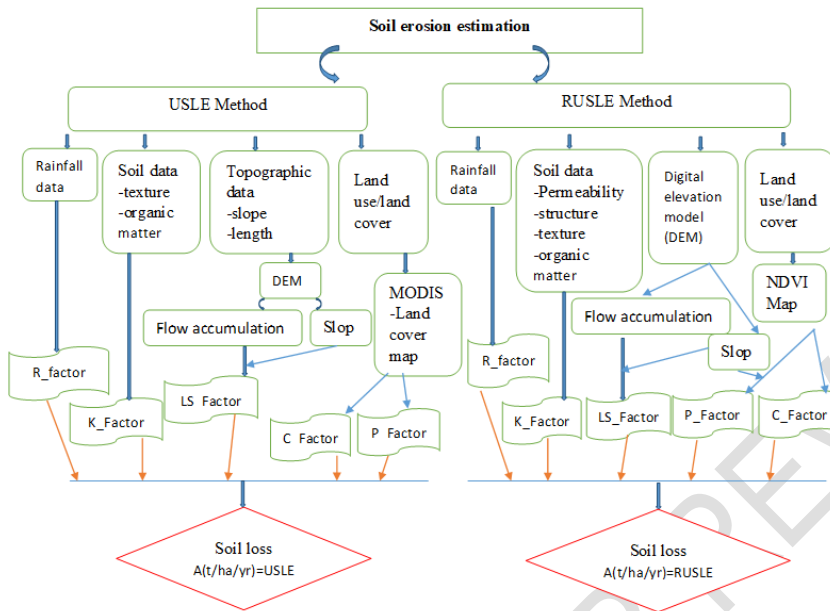 Soil erosion estimation
USLE Method
Rainfall
data
Soil data
-texture
-organic
matter
Topographic
data
-slope
-length
Land
use/land
cover
DEM
Flow accumulation
Slop
MODIS
-Land
cover
map
R_factor
K_Factor
LS Factor
C Factor
P Factor
Soil loss
A(t/ha/yr)=USLE
RUSLE Method
Rainfall
data
Soil data
-Permeability
-structure
-texture
-organic
matter
Digital
elevation
model
(DEM)
Land
use/land
cover
NDVI
Map
Flow accumulation
Slop
R_factor
K_Factor
LS_Factor
P_Factor
C_Factor
Soil loss
A(t/ha/yr)=RUSLE